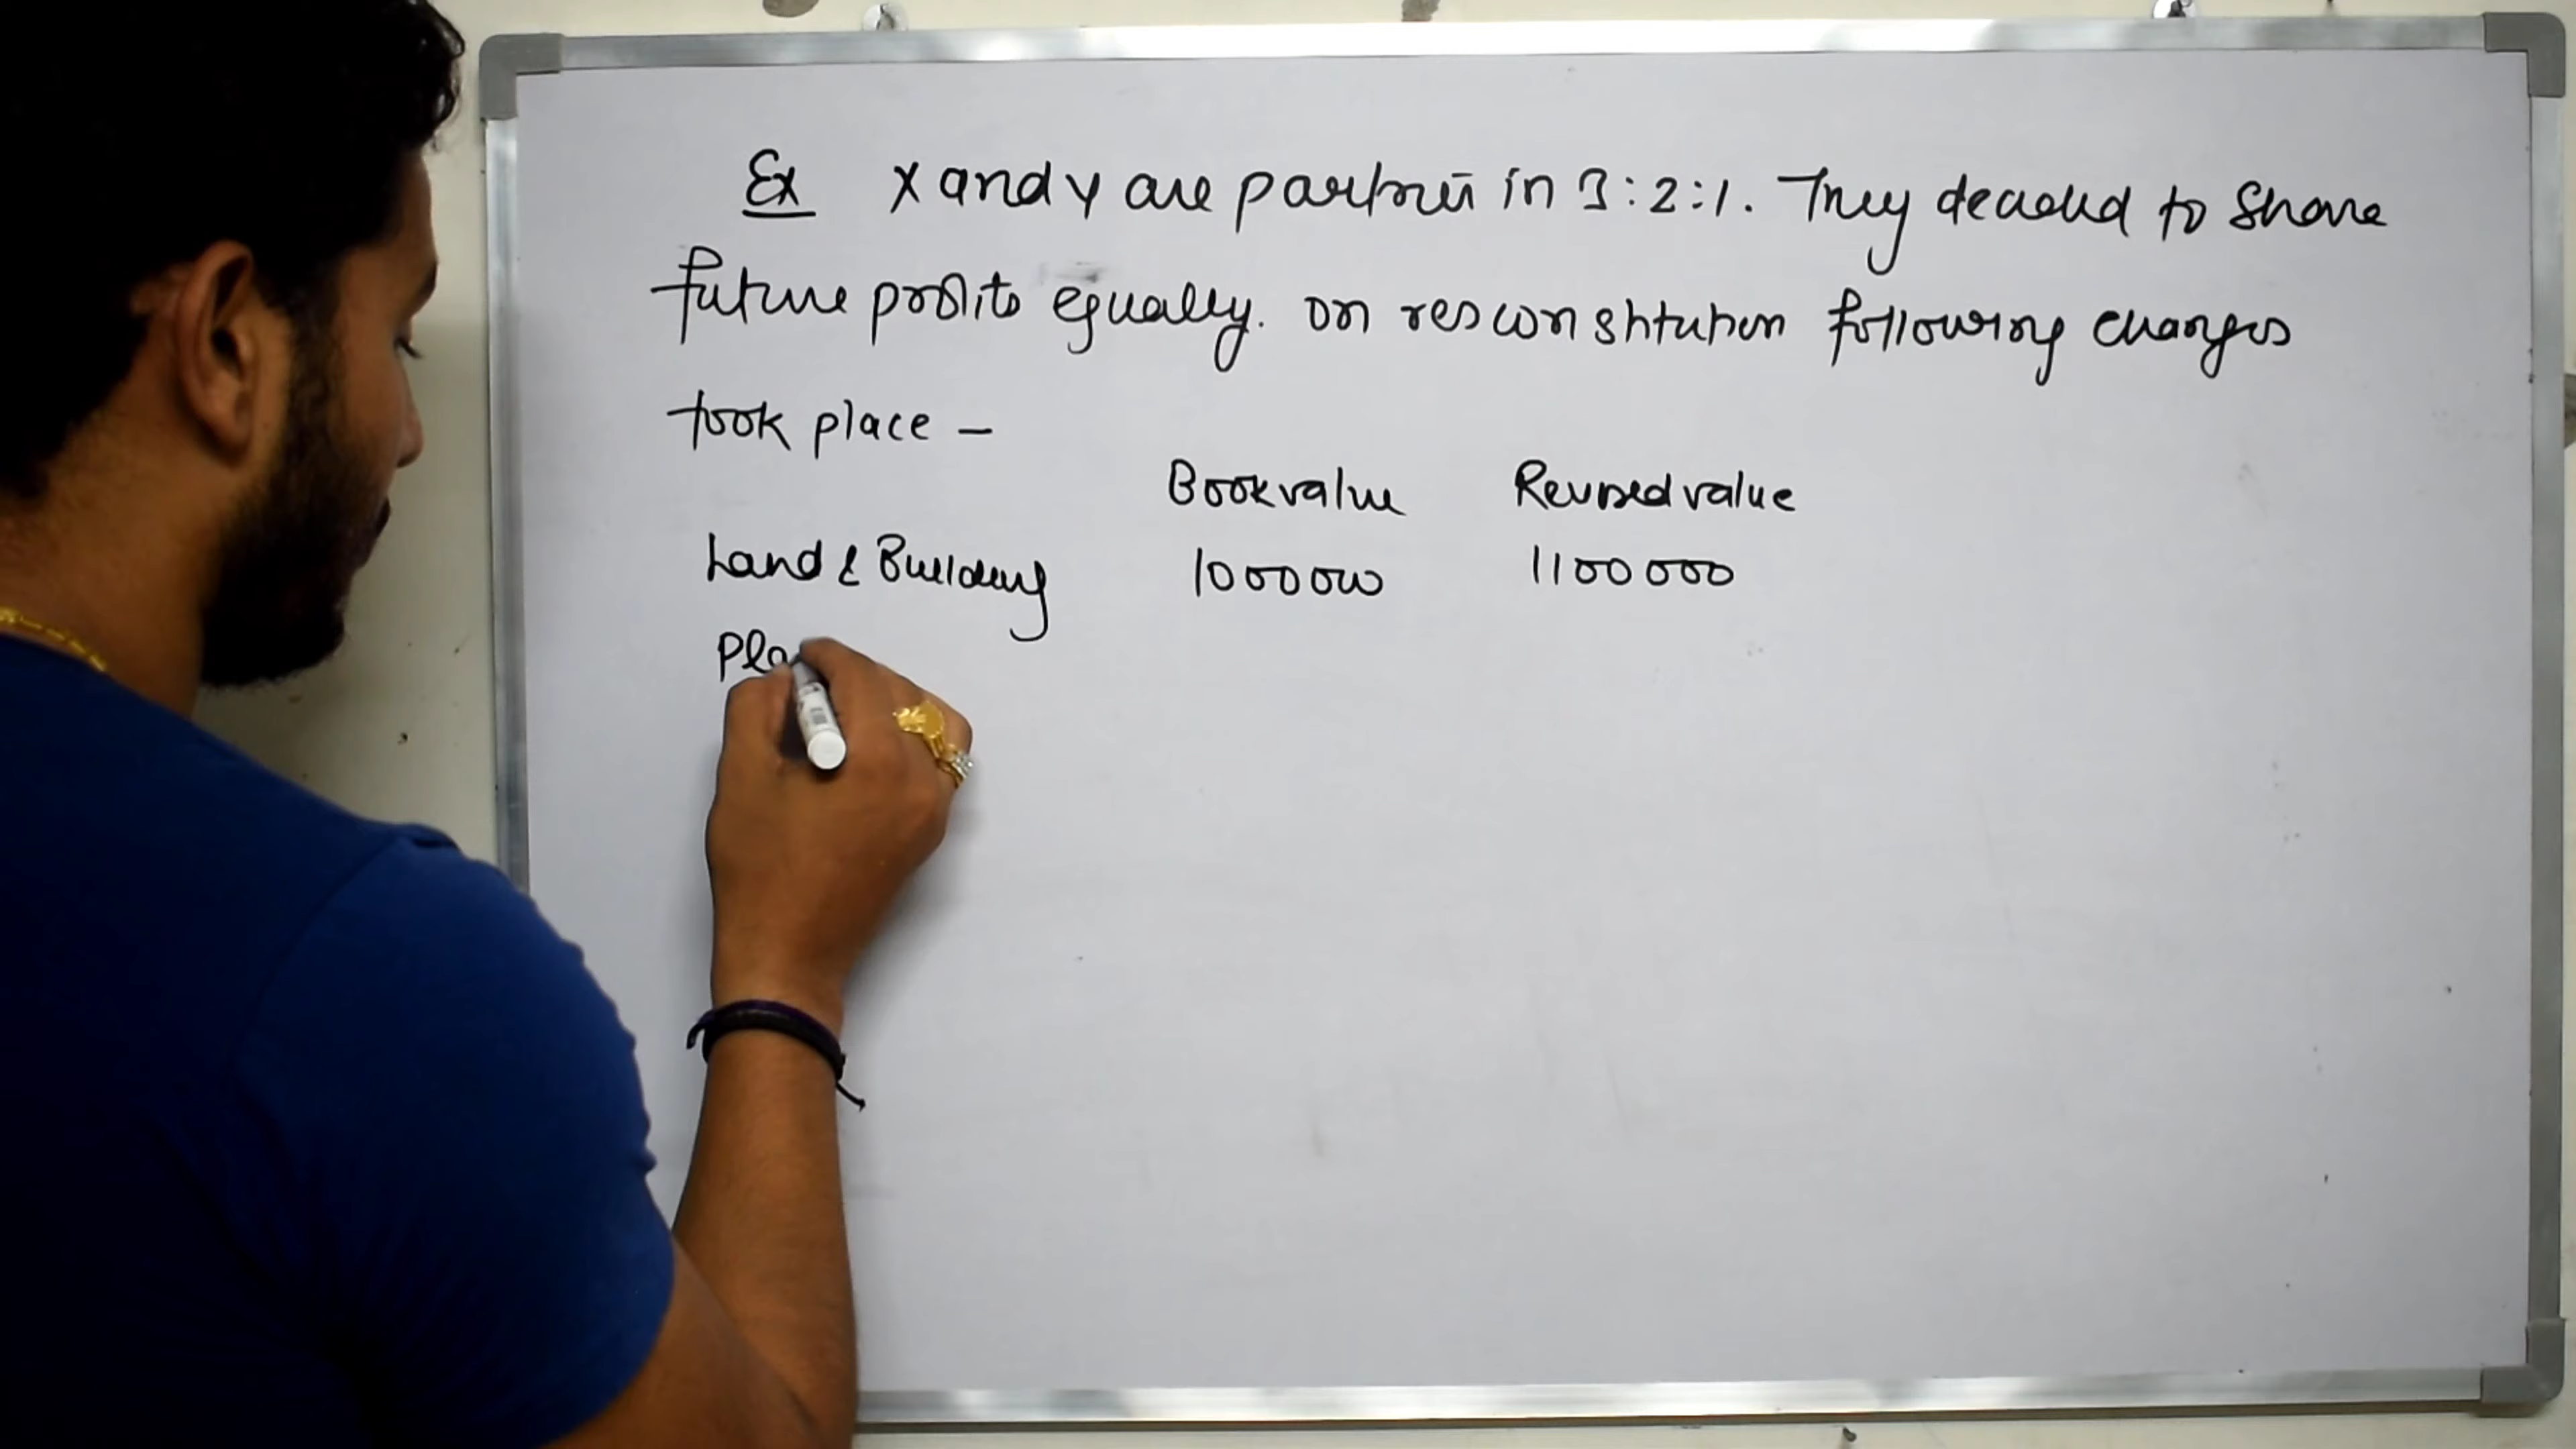 Ex X and Y are partner in 3:2:1. They decided to share
future profits equally. on resconstitution following changes
took place -
Book value Revised value
Land & Building 1000000 1100000
Pla